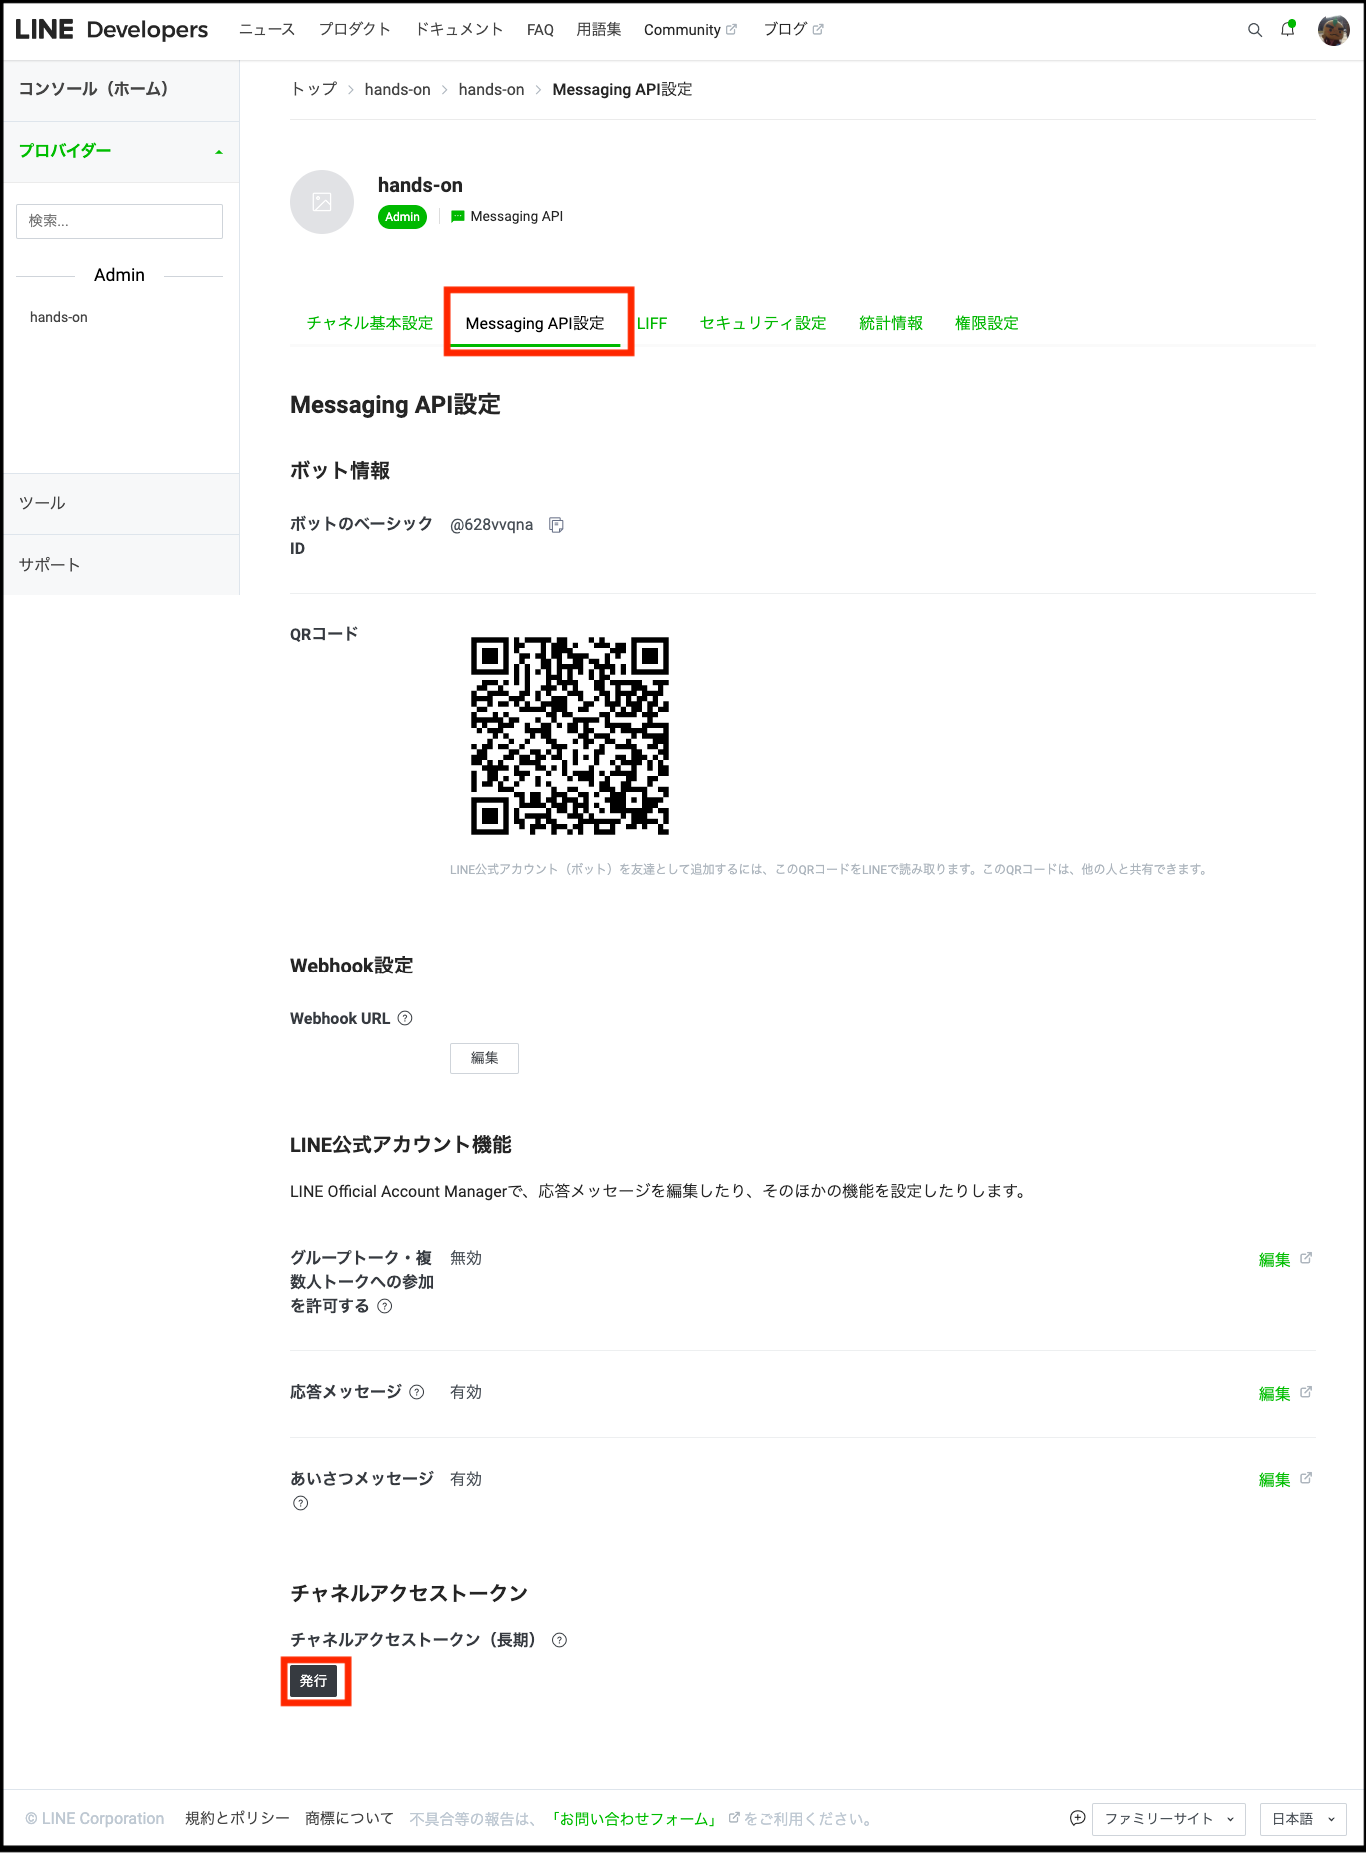 LINE Developers
ニュース プロダクト ドキュメント FAQ 用語集 Community ブログ
コンソール（ホーム）
プロバイダー
検索...
Admin
hands-on
ツール
サポート
トップ > hands-on > hands-on > Messaging API設定
hands-on
Admin Messaging API
チャネル基本設定 Messaging API設定 LIFF セキュリティ設定 統計情報 権限設定
Messaging API設定
ボット情報
ボットのベーシック
ID
@628vvqna
QRコード
LINE公式アカウント（ボット）を友達として追加するには、このQRコードをLINEで読み取ります。このQRコードは、他の人と共有できます。
Webhook設定
Webhook URL
編集
LINE公式アカウント機能
LINE Official Account Managerで、応答メッセージを編集したり、そのほかの機能を設定したりします。
グループトーク・複
数人トークへの参加
を許可する
無効
編集
応答メッセージ
有効
編集
あいさつメッセージ
有効
編集
チャネルアクセストークン
チャネルアクセストークン（長期）
発行
© LINE Corporation 規約とポリシー 商標について 不具合等の報告は、「お問い合わせフォーム」をご利用ください。
ファミリーサイト
日本語